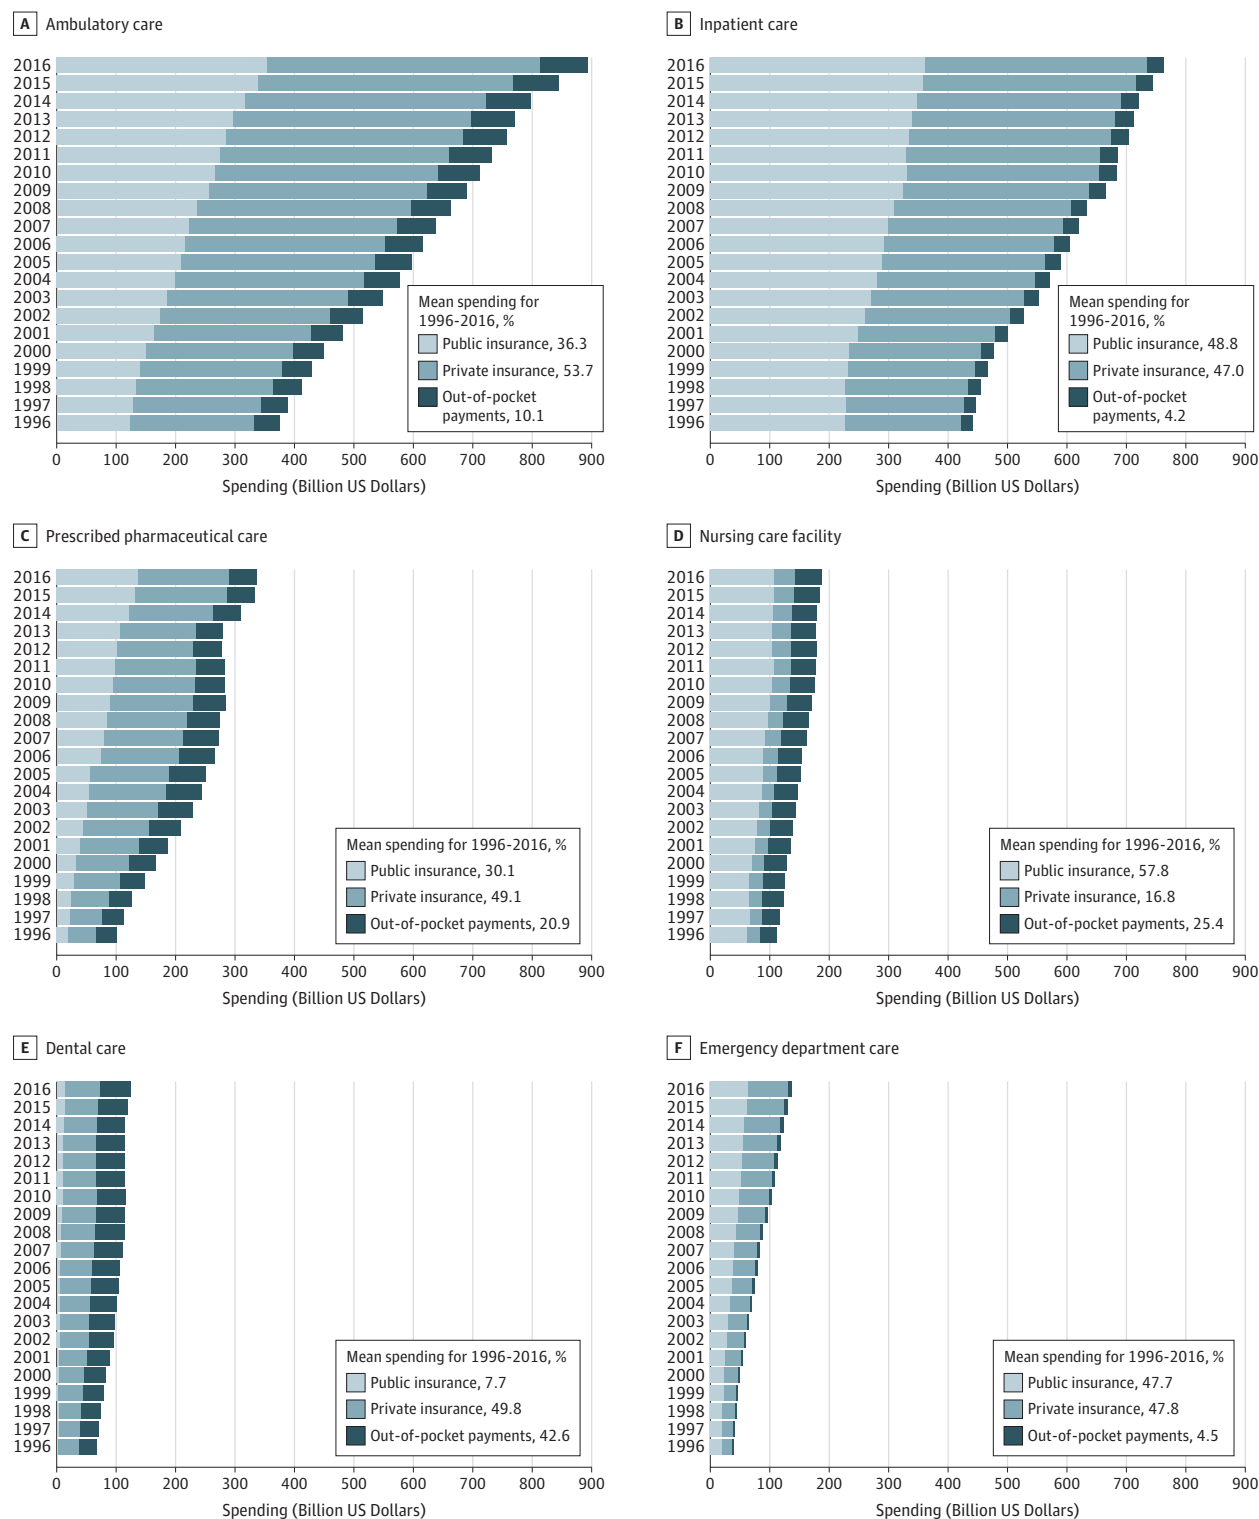 A Ambulatory care
2016
2015
2014
2013
2012
2011
2010
2009
2008
2007
2006
2005
2004
2003
2002
2001
2000
1999
1998
1997
1996
Mean spending for
1996-2016, %
Public insurance, 36.3
Private insurance, 53.7
Out-of-pocket
payments, 10.1
0 100 200 300 400 500 600 700 800 900
Spending (Billion US Dollars)
B Inpatient care
2016
2015
2014
2013
2012
2011
2010
2009
2008
2007
2006
2005
2004
2003
2002
2001
2000
1999
1998
1997
1996
Mean spending for
1996-2016, %
Public insurance, 48.8
Private insurance, 47.0
Out-of-pocket
payments, 4.2
0 100 200 300 400 500 600 700 800 900
Spending (Billion US Dollars)
C Prescribed pharmaceutical care
2016
2015
2014
2013
2012
2011
2010
2009
2008
2007
2006
2005
2004
2003
2002
2001
2000
1999
1998
1997
1996
Mean spending for 1996-2016, %
Public insurance, 30.1
Private insurance, 49.1
Out-of-pocket payments, 20.9
0 100 200 300 400 500 600 700 800 900
Spending (Billion US Dollars)
D Nursing care facility
2016
2015
2014
2013
2012
2011
2010
2009
2008
2007
2006
2005
2004
2003
2002
2001
2000
1999
1998
1997
1996
Mean spending for 1996-2016, %
Public insurance, 57.8
Private insurance, 16.8
Out-of-pocket payments, 25.4
0 100 200 300 400 500 600 700 800 900
Spending (Billion US Dollars)
E Dental care
2016
2015
2014
2013
2012
2011
2010
2009
2008
2007
2006
2005
2004
2003
2002
2001
2000
1999
1998
1997
1996
Mean spending for 1996-2016, %
Public insurance, 7.7
Private insurance, 49.8
Out-of-pocket payments, 42.6
0 100 200 300 400 500 600 700 800 900
Spending (Billion US Dollars)
F Emergency department care
2016
2015
2014
2013
2012
2011
2010
2009
2008
2007
2006
2005
2004
2003
2002
2001
2000
1999
1998
1997
1996
Mean spending for 1996-2016, %
Public insurance, 47.7
Private insurance, 47.8
Out-of-pocket payments, 4.5
0 100 200 300 400 500 600 700 800 900
Spending (Billion US Dollars)